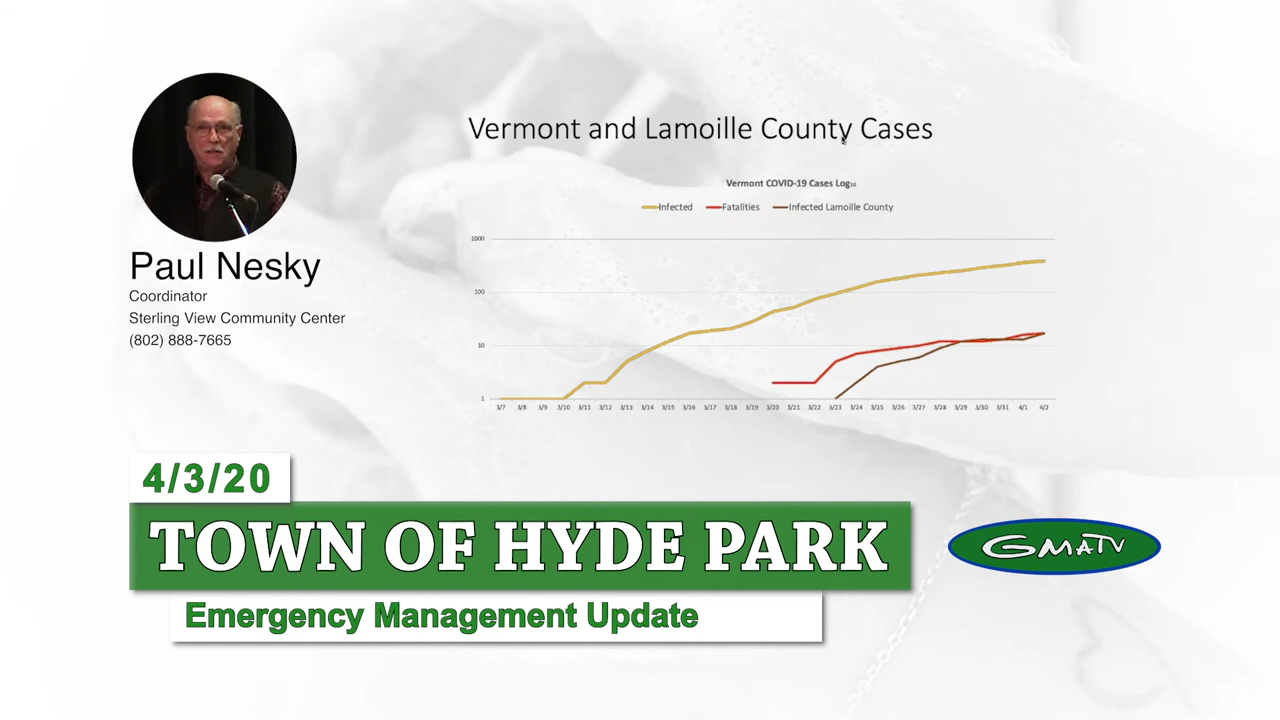 Paul Nesky
Coordinator
Sterling View Community Center
(802) 888-7665
Vermont and Lamoille County Cases
Vermont COVID-19 Cases Log₁₀
Infected Fatalities Infected Lamoille County
1000
100
10
1
3/7 3/8 3/9 3/10 3/11 3/12 3/13 3/14 3/15 3/16 3/17 3/18 3/19 3/20 3/21 3/22 3/23 3/24 3/25 3/26 3/27 3/28 3/29 3/30 3/31 4/1 4/2
4/3/20
TOWN OF HYDE PARK
GMATV
Emergency Management Update